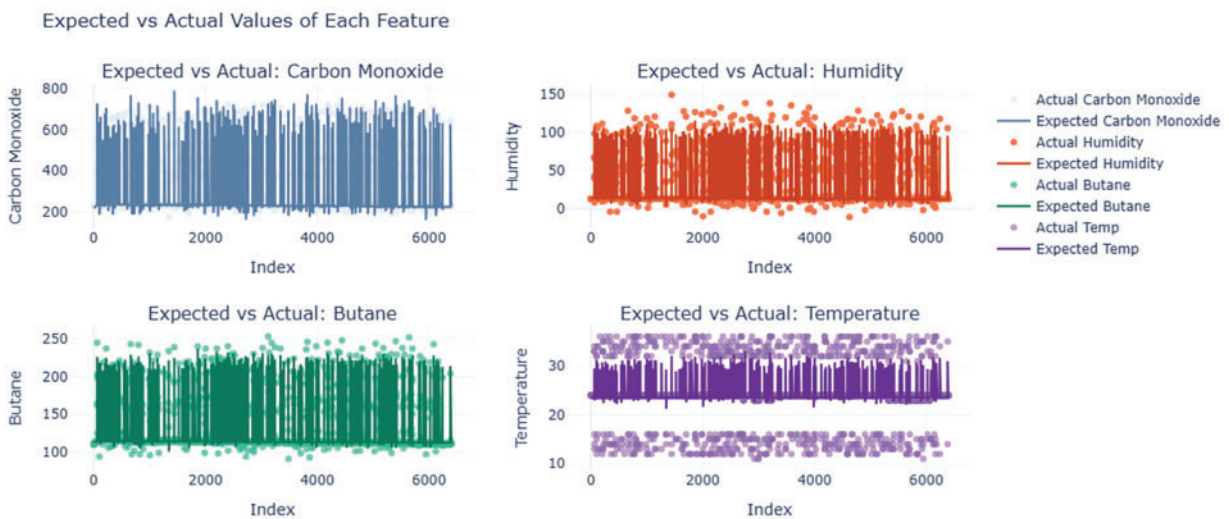 Expected vs Actual Values of Each Feature
Expected vs Actual: Carbon Monoxide
800
600
400
200
Carbon Monoxide
0
2000
4000
6000
Index
Expected vs Actual: Humidity
150
100
50
0
Humidity
0
2000
4000
6000
Index
Actual Carbon Monoxide
Expected Carbon Monoxide
Actual Humidity
Expected Humidity
Actual Butane
Expected Butane
Actual Temp
Expected Temp
Expected vs Actual: Butane
250
200
150
100
Butane
0
2000
4000
6000
Index
Expected vs Actual: Temperature
30
20
10
Temperature
0
2000
4000
6000
Index